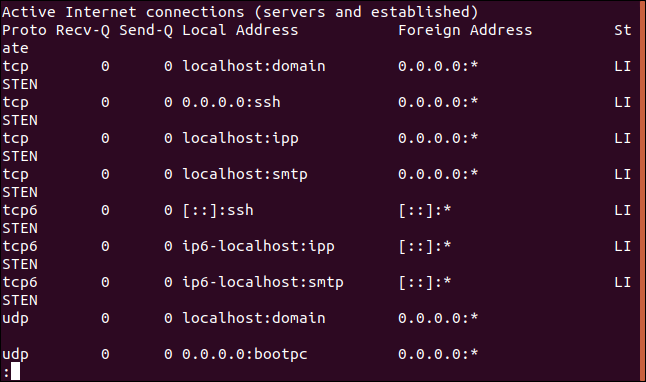 Active Internet connections (servers and established)
Proto Recv-Q Send-Q Local Address           Foreign Address         St
ate
tcp        0      0 localhost:domain        0.0.0.0:*               LI
STEN
tcp        0      0 0.0.0.0:ssh             0.0.0.0:*               LI
STEN
tcp        0      0 localhost:ipp           0.0.0.0:*               LI
STEN
tcp        0      0 localhost:smtp          0.0.0.0:*               LI
STEN
tcp6       0      0 [::]:ssh                [::]:*                  LI
STEN
tcp6       0      0 ip6-localhost:ipp       [::]:*                  LI
STEN
tcp6       0      0 ip6-localhost:smtp      [::]:*                  LI
STEN
udp        0      0 localhost:domain        0.0.0.0:*
udp        0      0 0.0.0.0:bootpc          0.0.0.0:*
: